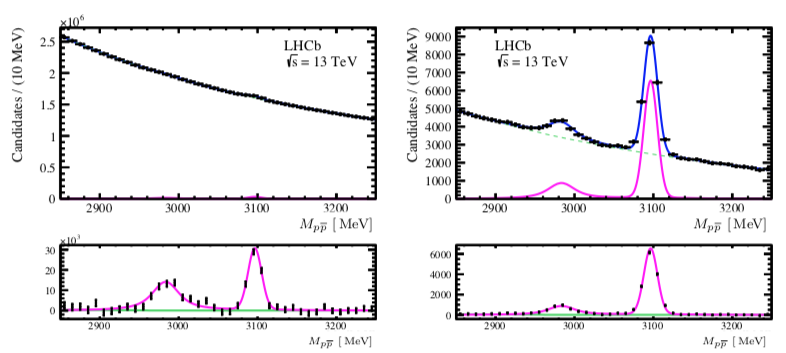 ×10⁶
Candidates / (10 MeV)
2.5
2
1.5
1
0.5
0
LHCb
√s = 13 TeV
2900 3000 3100 3200
M_{pp̅} [ MeV]
Candidates / (10 MeV)
9000
8000
7000
6000
5000
4000
3000
2000
1000
0
LHCb
√s = 13 TeV
2900 3000 3100 3200
M_{pp̅} [ MeV]
×10³
30
20
10
0
2900 3000 3100 3200
M_{pp̅} [ MeV]
6000
4000
2000
0
2900 3000 3100 3200
M_{pp̅} [ MeV]